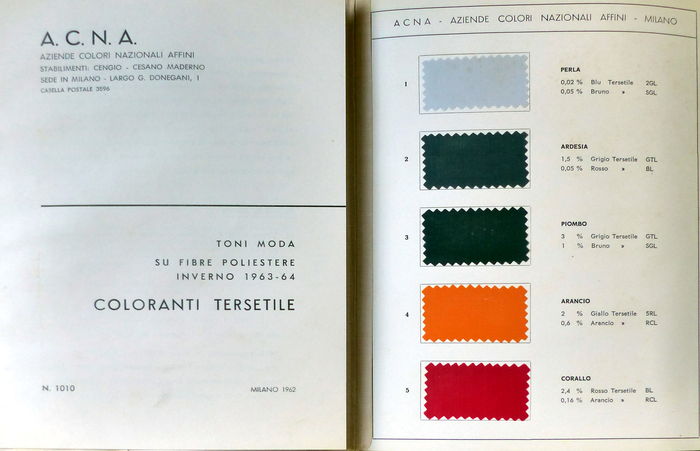 A. C. N. A.
AZIENDE COLORI NAZIONALI AFFINI
STABILIMENTI: CENGIO - CESANO MADERNO
SEDE IN MILANO - LARGO G. DONEGANI, 1
CASELLA POSTALE 3596
TONI MODA
SU FIBRE POLIESTERE
INVERNO 1963-64
COLORANTI TERSETILE
N. 1010 MILANO 1962
ACNA - AZIENDE COLORI NAZIONALI AFFINI - MILANO
1
PERLA
0,02 % Blu Tersetile 2GL
0,05 % Bruno » SGL
2
ARDESIA
1,5 % Grigio Tersetile GTL
0,05 % Rosso » BL
3
PIOMBO
3 % Grigio Tersetile GTL
1 % Bruno » SGL
4
ARANCIO
2 % Giallo Tersetile 5RL
0,6 % Arancio » RCL
5
CORALLO
2,4 % Rosso Tersetile BL
0,16 % Arancio » RCL